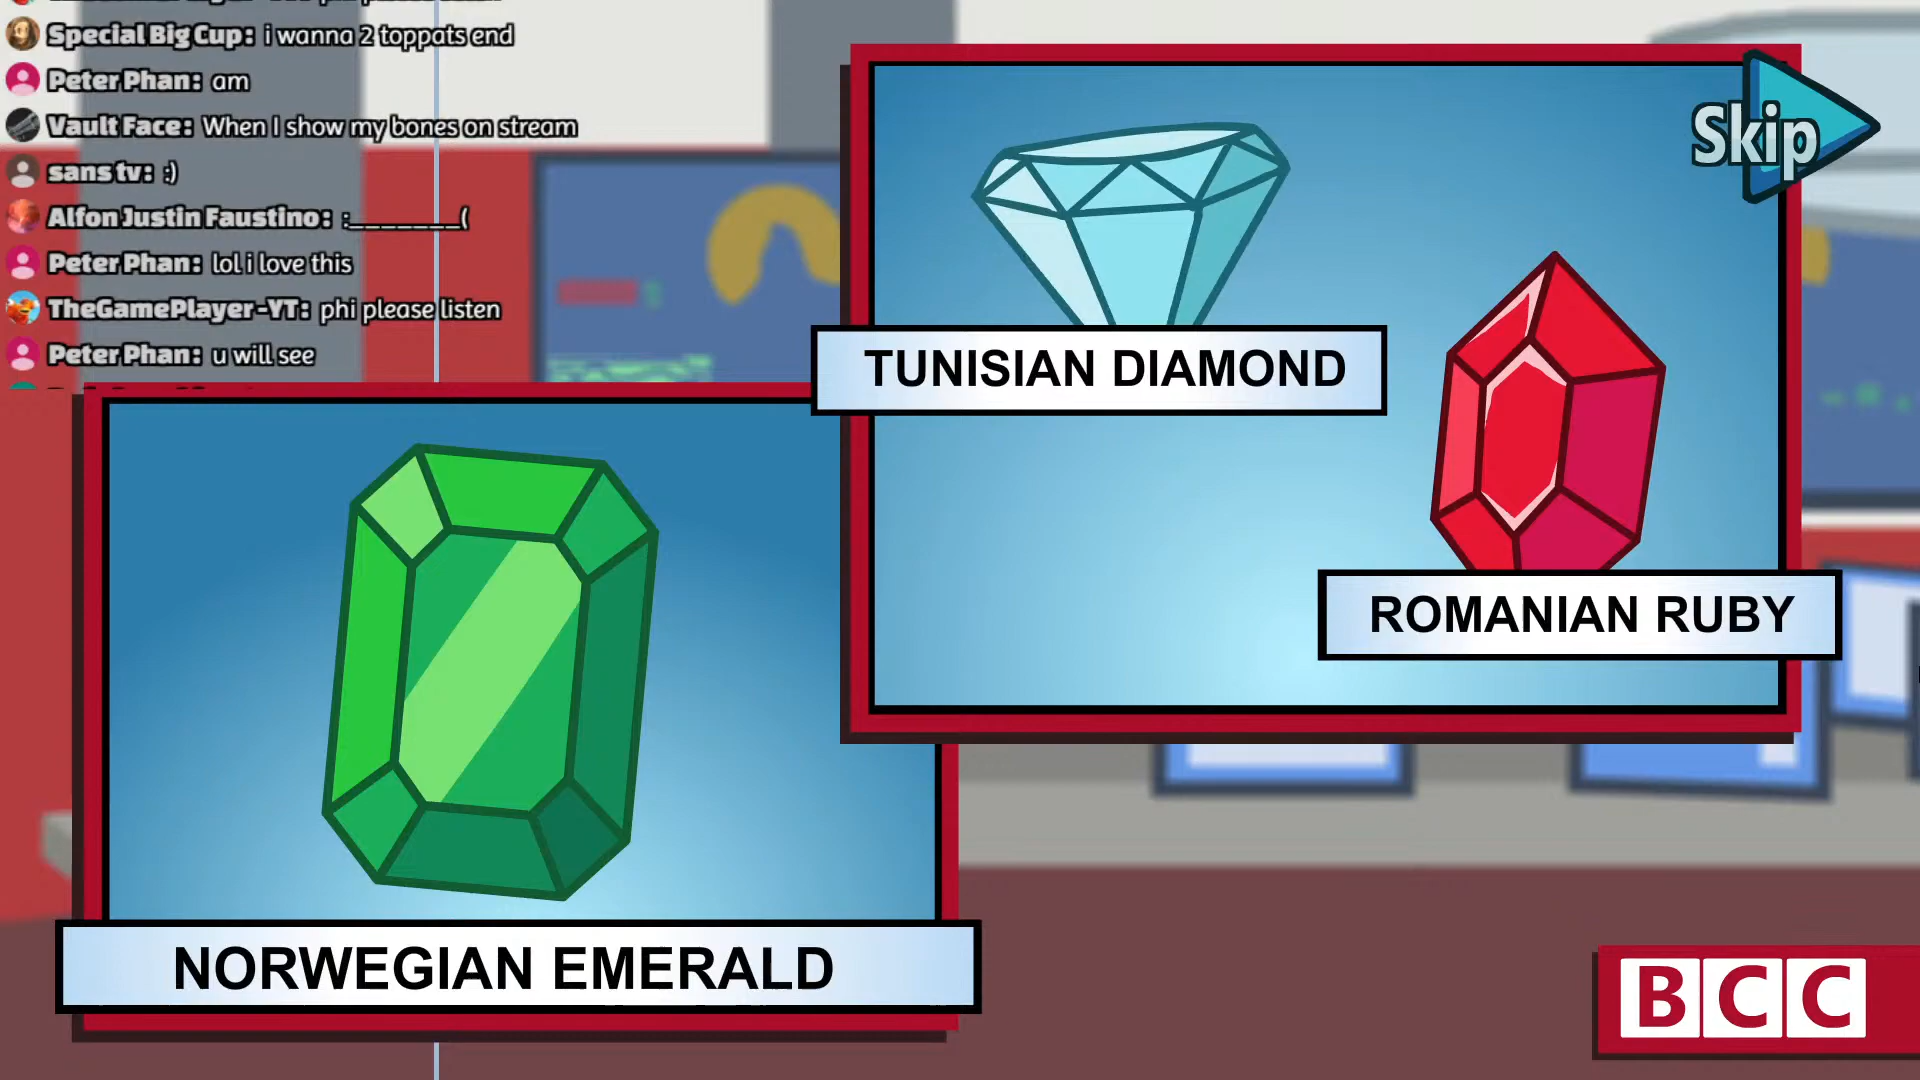 Special Big Cup: i wanna 2 toppats end
Peter Phan: am
Vault Face: When I show my bones on stream
sans tv: :)
Alfon Justin Faustino: :_______(
Peter Phan: lol i love this
TheGamePlayer-YT: phi please listen
Peter Phan: u will see
Skip
TUNISIAN DIAMOND
ROMANIAN RUBY
NORWEGIAN EMERALD
BCC